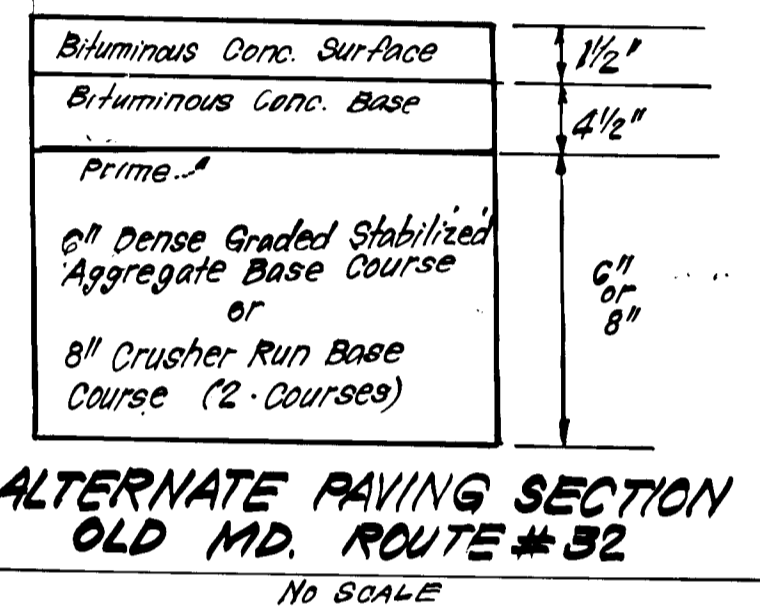 Bituminous Conc. Surface
1½"
Bituminous Conc. Base
4½"
Prime
6" Dense Graded Stabilized
Aggregate Base Course
or
8" Crusher Run Base
Course (2 Courses)
6"
or
8"
ALTERNATE PAVING SECTION
OLD MD. ROUTE # 32
NO SCALE